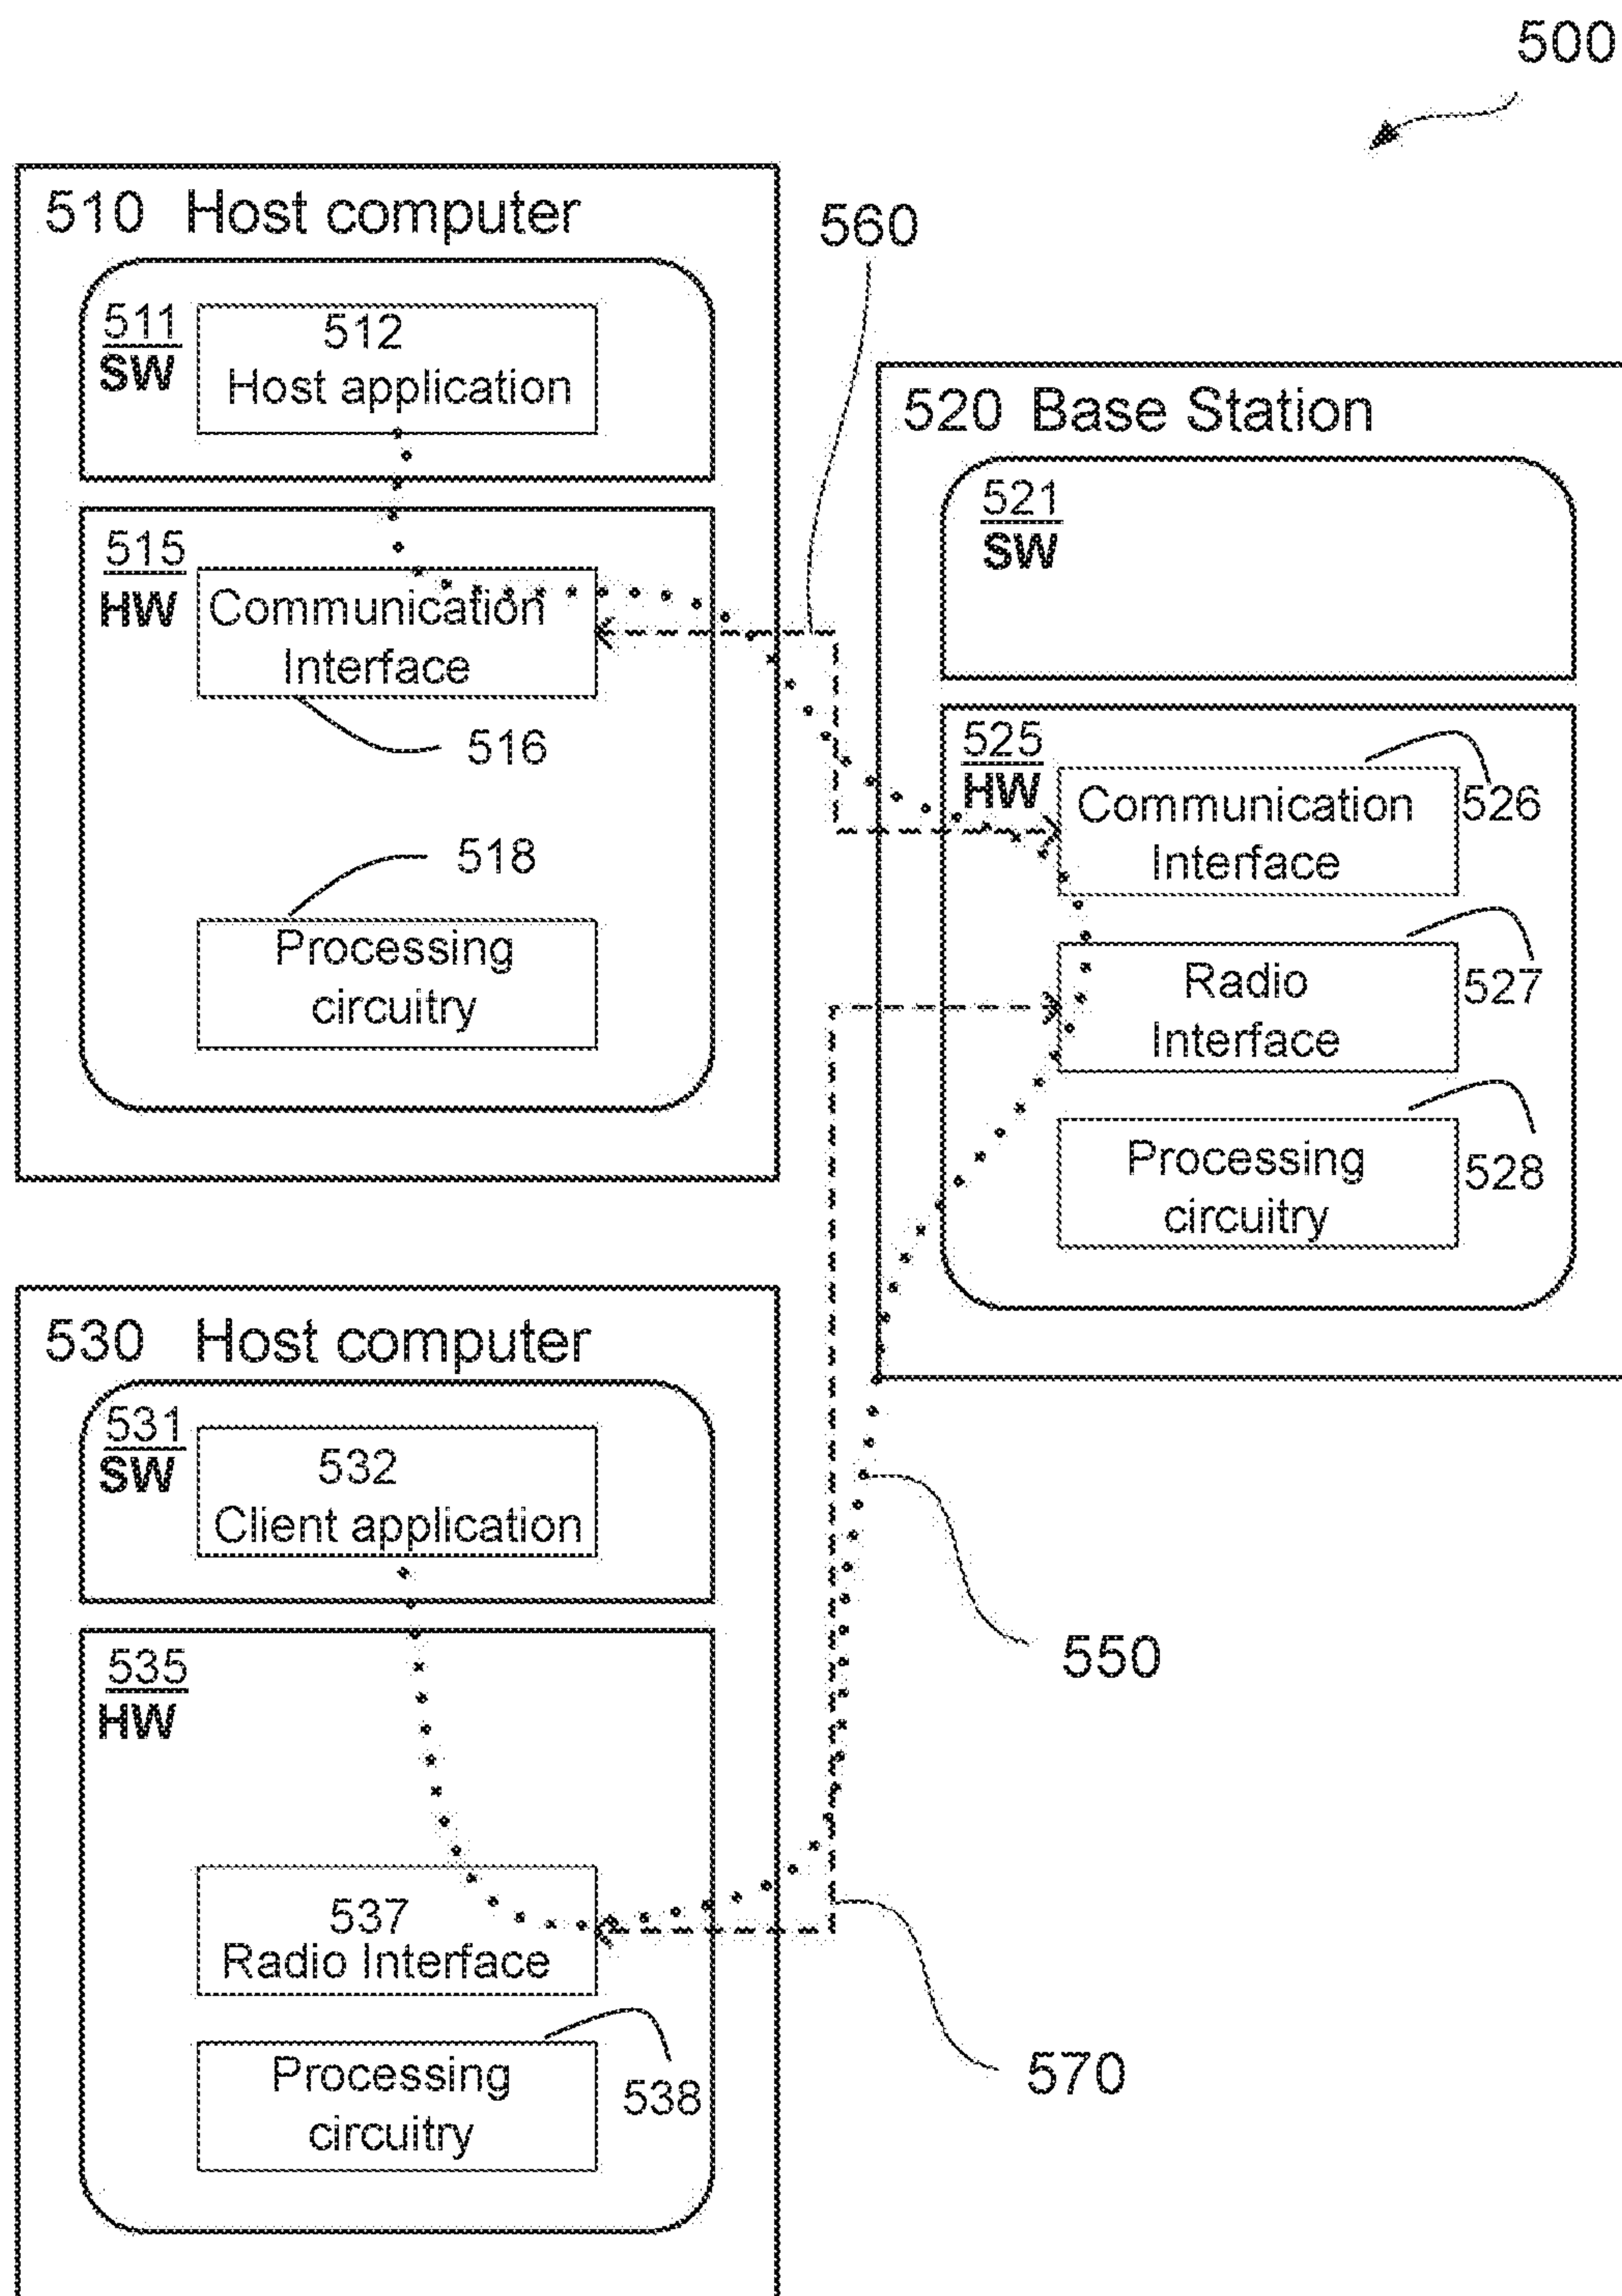 500
510 Host computer
511
SW
512
Host application
515
HW
Communication
Interface
516
518
Processing
circuitry
560
520 Base Station
521
SW
525
HW
Communication
Interface
526
Radio
Interface
527
Processing
circuitry
528
530 Host computer
531
SW
532
Client application
535
HW
537
Radio Interface
Processing
circuitry
538
550
570